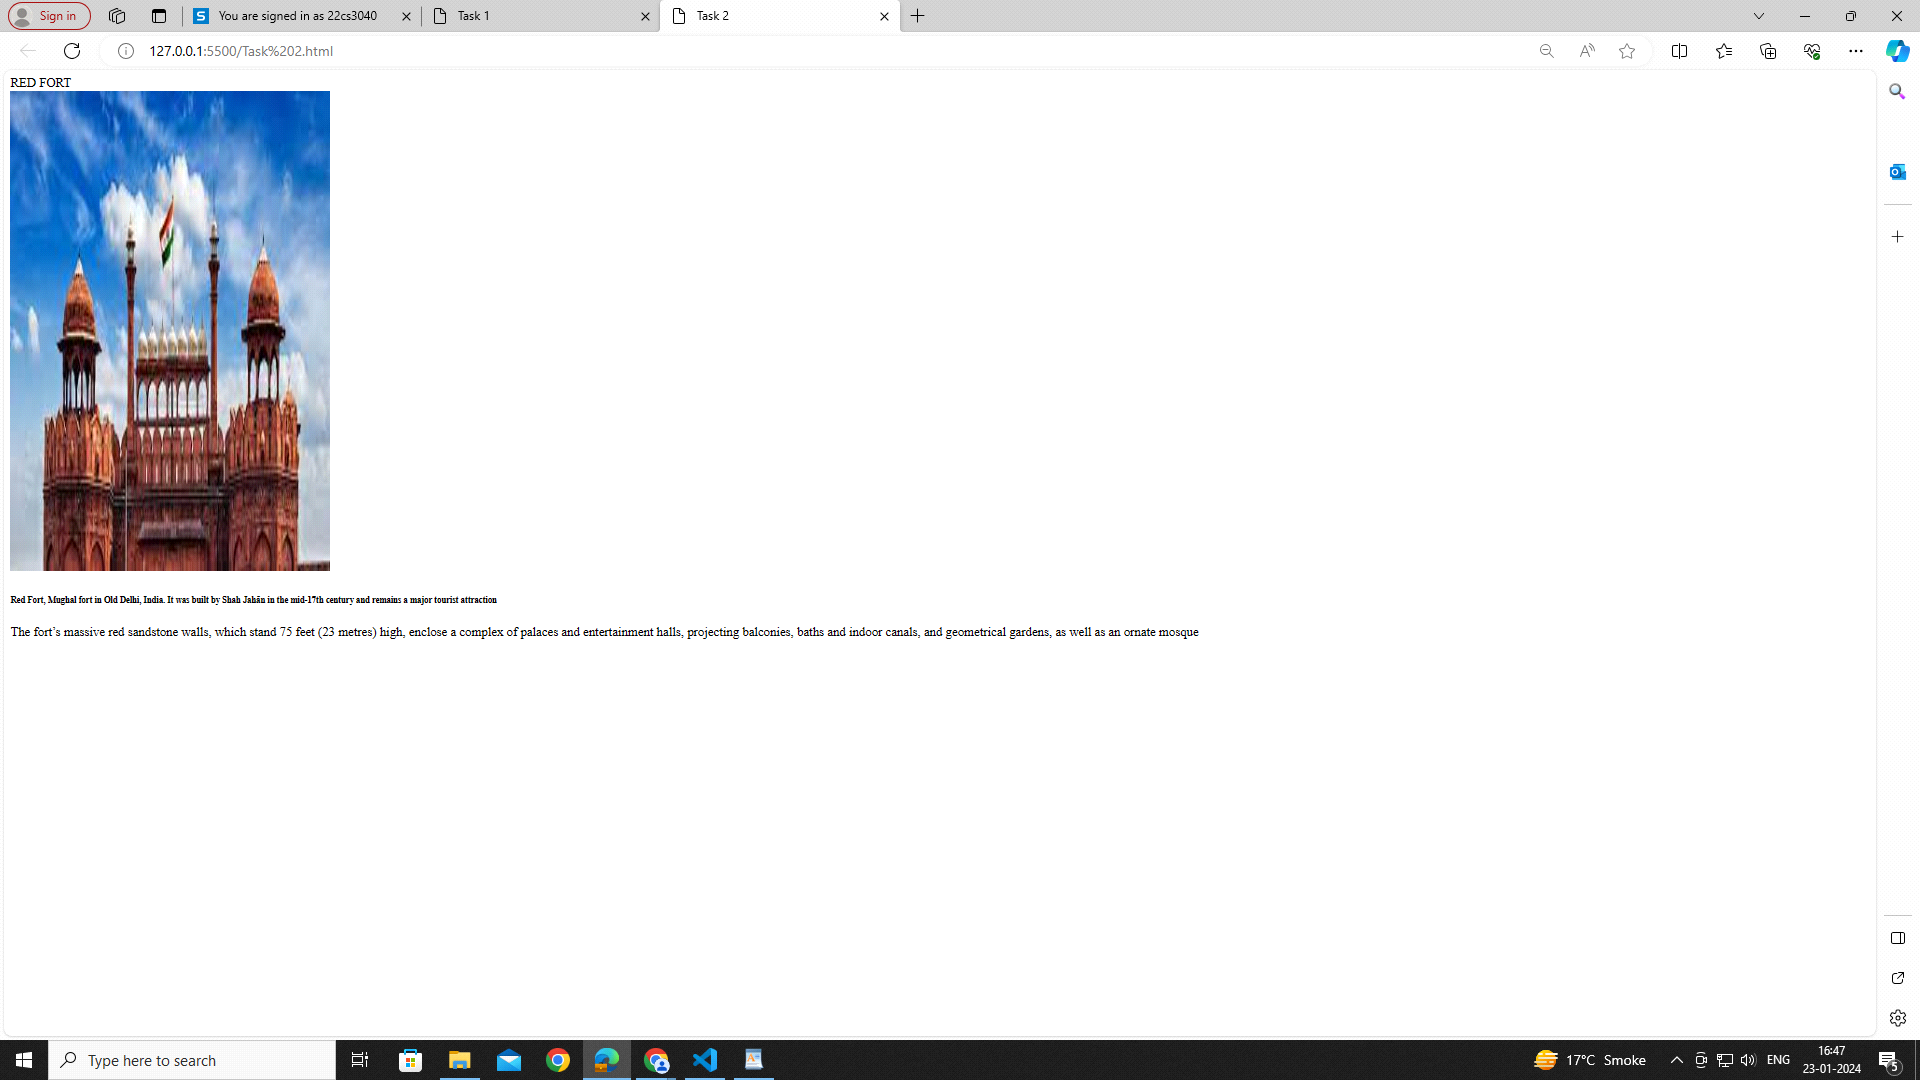 Sign in
You are signed in as 22cs3040
Task 1
Task 2
127.0.0.1:5500/Task%202.html
RED FORT
Red Fort, Mughal fort in Old Delhi, India. It was built by Shah Jahān in the mid-17th century and remains a major tourist attraction
The fort’s massive red sandstone walls, which stand 75 feet (23 metres) high, enclose a complex of palaces and entertainment halls, projecting balconies, baths and indoor canals, and geometrical gardens, as well as an ornate mosque
Type here to search
17°C Smoke
ENG
16:47
23-01-2024
5